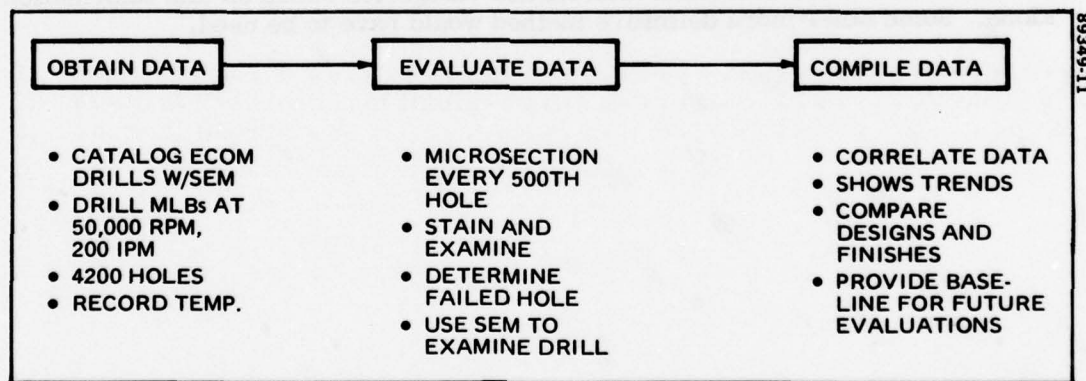 OBTAIN DATA
EVALUATE DATA
COMPILE DATA
• CATALOG ECOM
DRILLS W/SEM
• DRILL MLBs AT
50,000 RPM,
200 IPM
• 4200 HOLES
• RECORD TEMP.
• MICROSECTION
EVERY 500TH
HOLE
• STAIN AND
EXAMINE
• DETERMINE
FAILED HOLE
• USE SEM TO
EXAMINE DRILL
• CORRELATE DATA
• SHOWS TRENDS
• COMPARE
DESIGNS AND
FINISHES
• PROVIDE BASE-
LINE FOR FUTURE
EVALUATIONS
89349-11